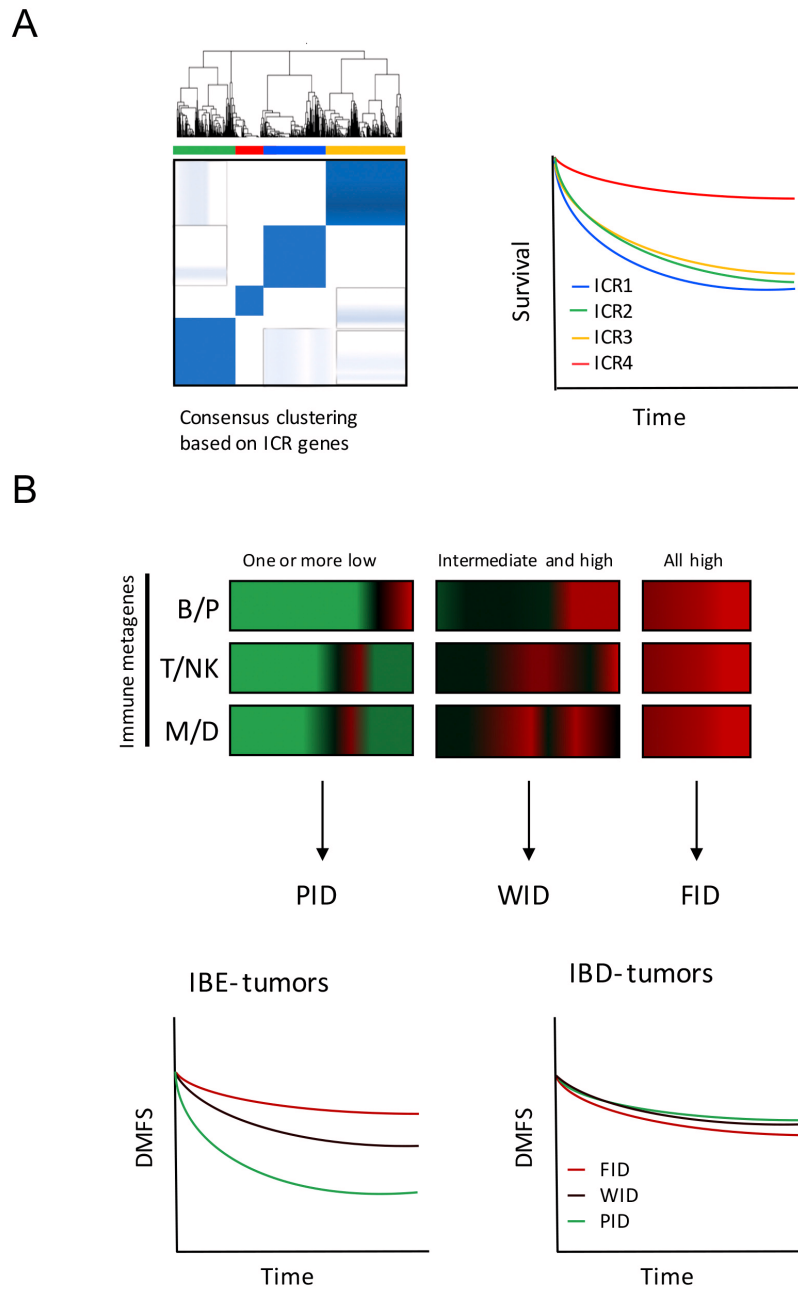 A
Survival
ICR1
ICR2
ICR3
ICR4
Time
Consensus clustering
based on ICR genes
B
One or more low
Intermediate and high
All high
Immune metagenes
B/P
T/NK
M/D
PID
WID
FID
IBE-tumors
DMFS
Time
IBD-tumors
DMFS
FID
WID
PID
Time